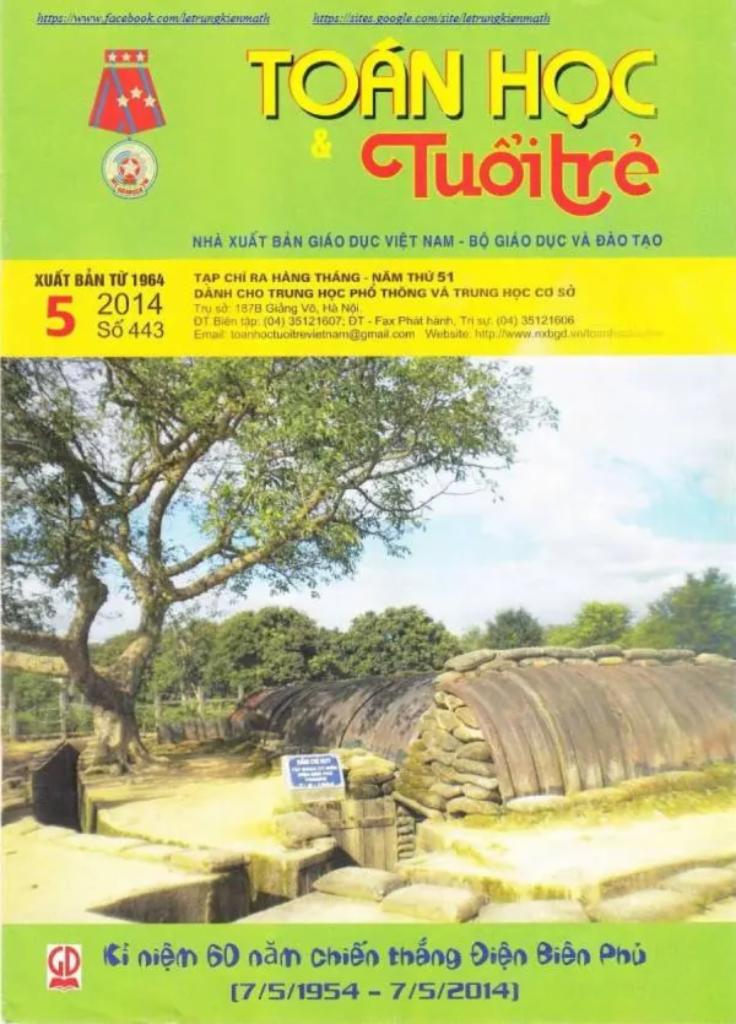 https://www.facebook.com/letrungkienmath
https://sites.google.com/site/letrungkienmath
TOÁN HỌC
& Tuổi trẻ
NHÀ XUẤT BẢN GIÁO DỤC VIỆT NAM - BỘ GIÁO DỤC VÀ ĐÀO TẠO
XUẤT BẢN TỪ 1964
5 2014
Số 443
TẠP CHÍ RA HÀNG THÁNG - NĂM THỨ 51
DÀNH CHO TRUNG HỌC PHỔ THÔNG VÀ TRUNG HỌC CƠ SỞ
Trụ sở: 187B Giảng Võ, Hà Nội.
ĐT Biên tập: (04) 35121607; ĐT - Fax Phát hành, Trị sự: (04) 35121606
Email: toanhoctuoitrevietnam@gmail.com Website: http://www.nxbgd.vn/toanhoctuoitre
GD
Kỉ niệm 60 năm chiến thắng Điện Biên Phủ
(7/5/1954 - 7/5/2014)